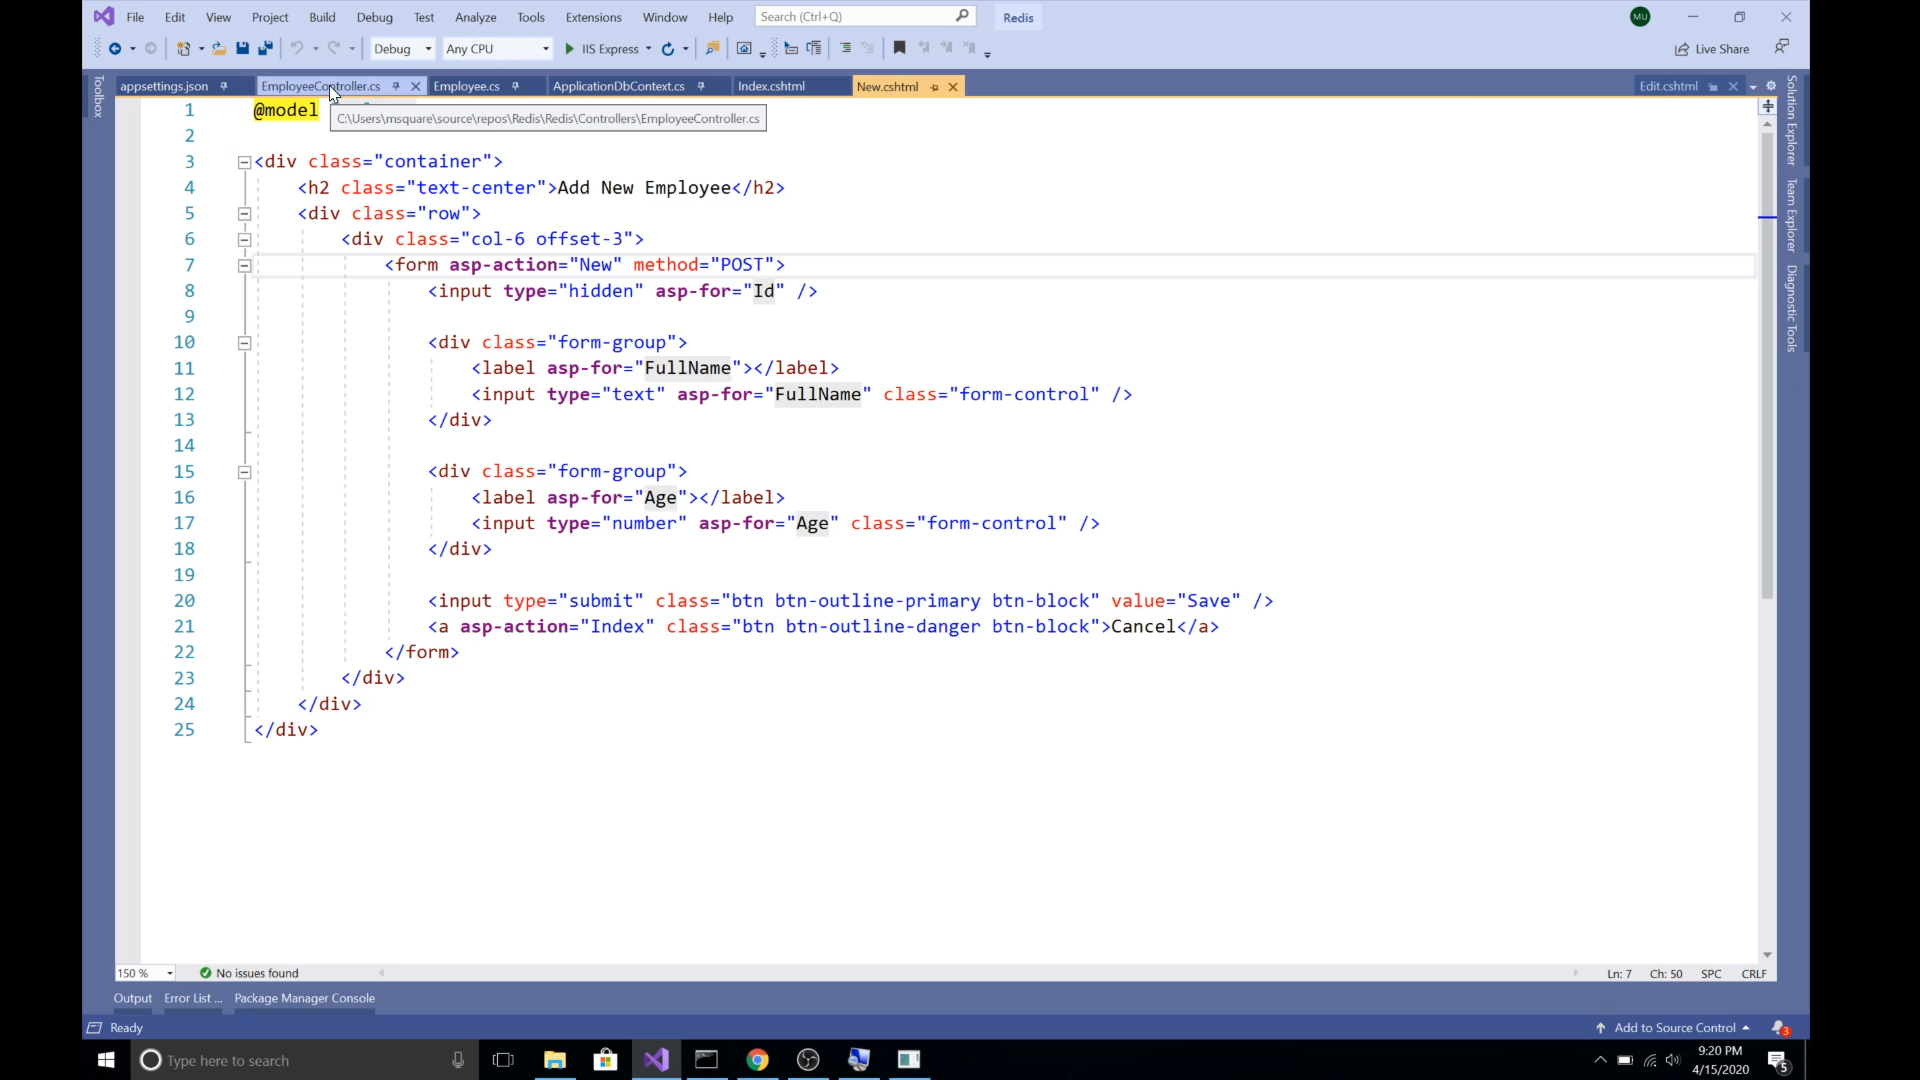 File Edit View Project Build Debug Test Analyze Tools Extensions Window Help Search (Ctrl+Q) Redis MU
Debug Any CPU IIS Express Live Share
appsettings.json EmployeeController.cs Employee.cs ApplicationDbContext.cs Index.cshtml New.cshtml Edit.cshtml
Toolbox
Solution Explorer
Team Explorer
Diagnostic Tools
1 @model
C:\Users\msquare\source\repos\Redis\Redis\Controllers\EmployeeController.cs
2
3 <div class="container">
4 <h2 class="text-center">Add New Employee</h2>
5 <div class="row">
6 <div class="col-6 offset-3">
7 <form asp-action="New" method="POST">
8 <input type="hidden" asp-for="Id" />
9
10 <div class="form-group">
11 <label asp-for="FullName"></label>
12 <input type="text" asp-for="FullName" class="form-control" />
13 </div>
14
15 <div class="form-group">
16 <label asp-for="Age"></label>
17 <input type="number" asp-for="Age" class="form-control" />
18 </div>
19
20 <input type="submit" class="btn btn-outline-primary btn-block" value="Save" />
21 <a asp-action="Index" class="btn btn-outline-danger btn-block">Cancel</a>
22 </form>
23 </div>
24 </div>
25 </div>
150 % No issues found Ln: 7 Ch: 50 SPC CRLF
Output Error List ... Package Manager Console
Ready Add to Source Control 3
Type here to search 9:20 PM
4/15/2020 5